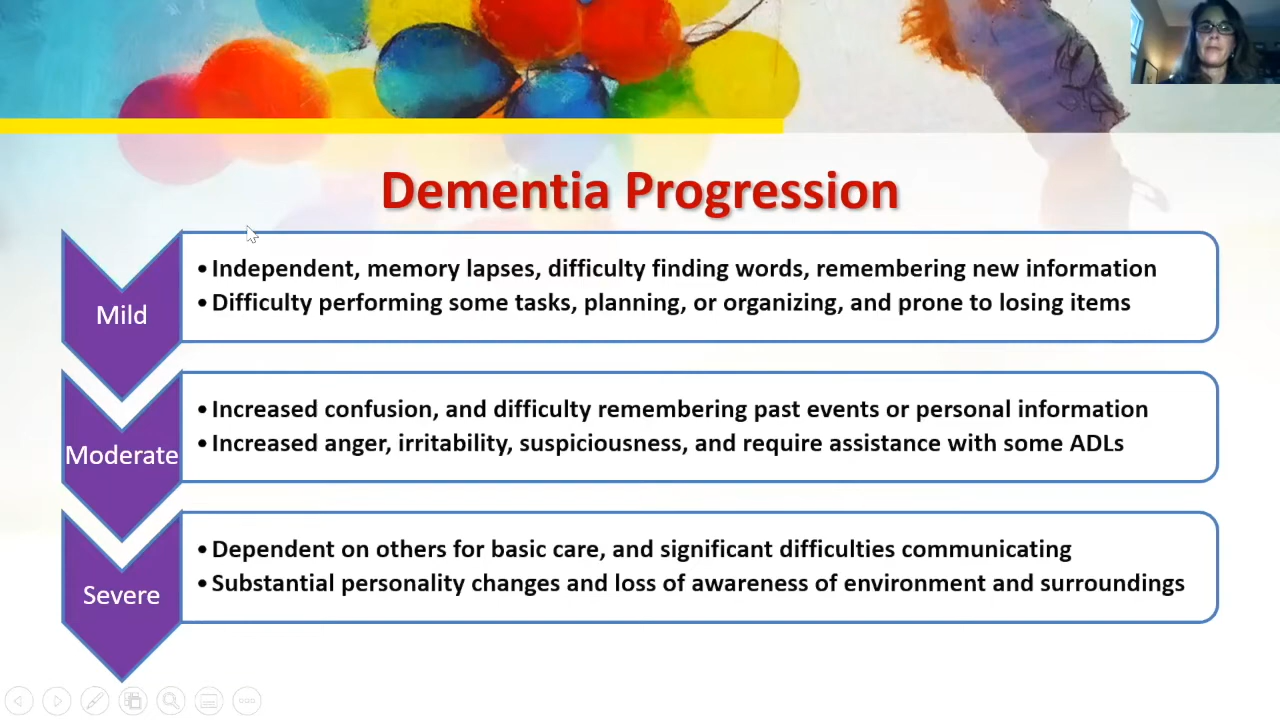 Dementia Progression
Mild
• Independent, memory lapses, difficulty finding words, remembering new information
• Difficulty performing some tasks, planning, or organizing, and prone to losing items
Moderate
• Increased confusion, and difficulty remembering past events or personal information
• Increased anger, irritability, suspiciousness, and require assistance with some ADLs
Severe
• Dependent on others for basic care, and significant difficulties communicating
• Substantial personality changes and loss of awareness of environment and surroundings